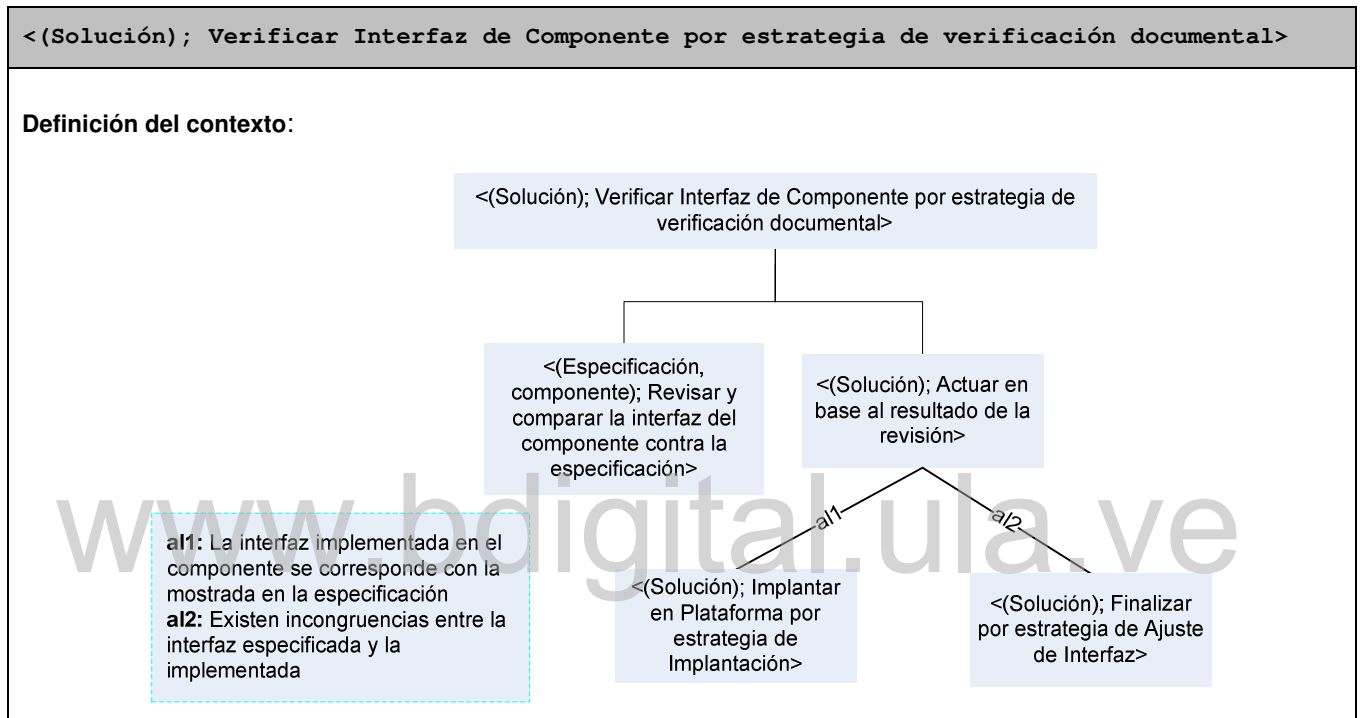 <(Solución); Verificar Interfaz de Componente por estrategia de verificación documental>
Definición del contexto:
<(Solución); Verificar Interfaz de Componente por estrategia de
verificación documental>
<(Especificación,
componente); Revisar y
comparar la interfaz del
componente contra la
especificación>
<(Solución); Actuar en
base al resultado de la
revisión>
www.bdigital.ula.ve
al1
al2
al1: La interfaz implementada en el
componente se corresponde con la
mostrada en la especificación
al2: Existen incongruencias entre la
interfaz especificada y la
implementada
<(Solución); Implantar
en Plataforma por
estrategia de
Implantación>
<(Solución); Finalizar
por estrategia de Ajuste
de Interfaz>